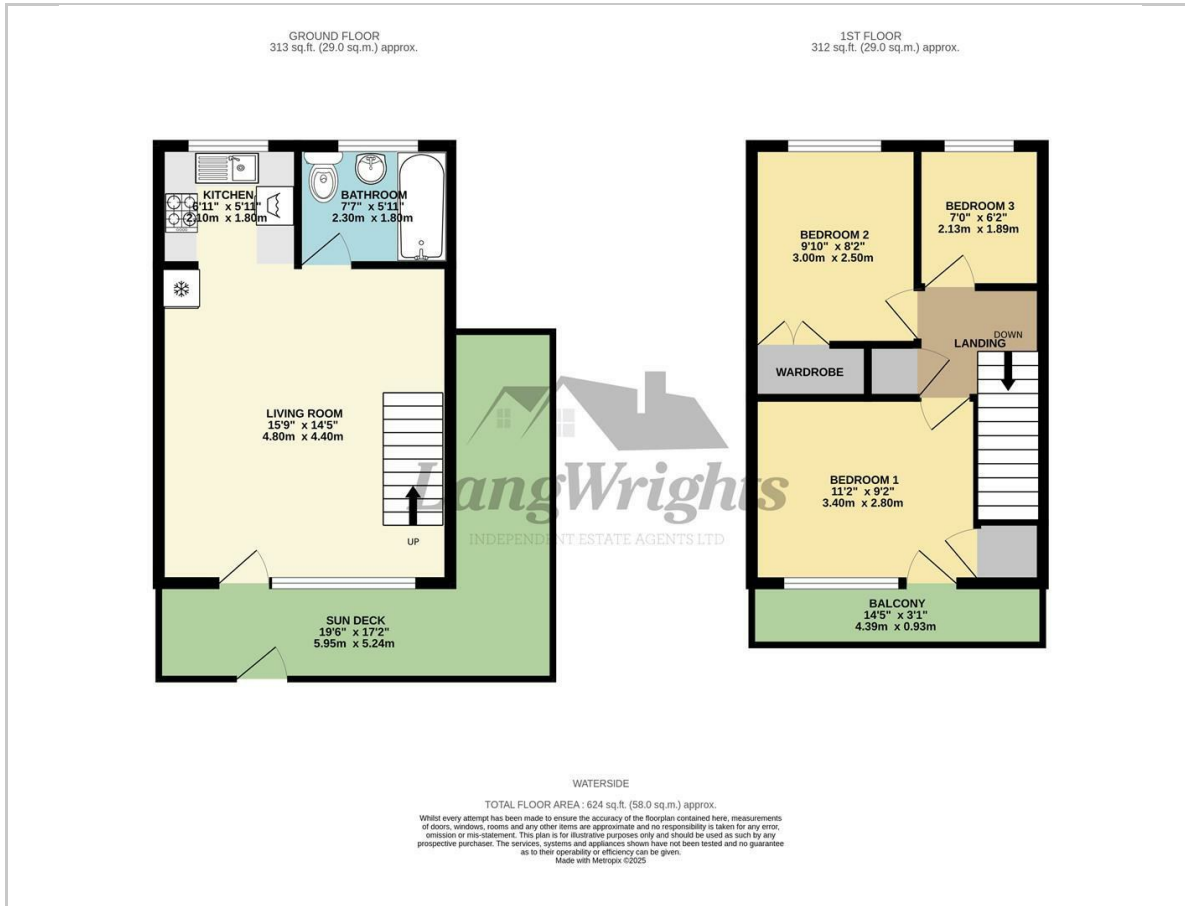 GROUND FLOOR
313 sq.ft. (29.0 sq.m.) approx.
1ST FLOOR
312 sq.ft. (29.0 sq.m.) approx.
KITCHEN
6'11" x 5'11"
2.10m x 1.80m
BATHROOM
7'7" x 5'11"
2.30m x 1.80m
LIVING ROOM
15'9" x 14'5"
4.80m x 4.40m
UP
SUN DECK
19'6" x 17'2"
5.95m x 5.24m
BEDROOM 2
9'10" x 8'2"
3.00m x 2.50m
BEDROOM 3
7'0" x 6'2"
2.13m x 1.89m
DOWN
LANDING
WARDROBE
BEDROOM 1
11'2" x 9'2"
3.40m x 2.80m
BALCONY
14'5" x 3'1"
4.39m x 0.93m
LangWrights
INDEPENDENT ESTATE AGENTS LTD
WATERSIDE
TOTAL FLOOR AREA : 624 sq.ft. (58.0 sq.m.) approx.
Whilst every attempt has been made to ensure the accuracy of the floorplan contained here, measurements
of doors, windows, rooms and any other items are approximate and no responsibility is taken for any error,
omission or mis-statement. This plan is for illustrative purposes only and should be used as such by any
prospective purchaser. The services, systems and appliances shown have not been tested and no guarantee
as to their operability or efficiency can be given.
Made with Metropix ©2025